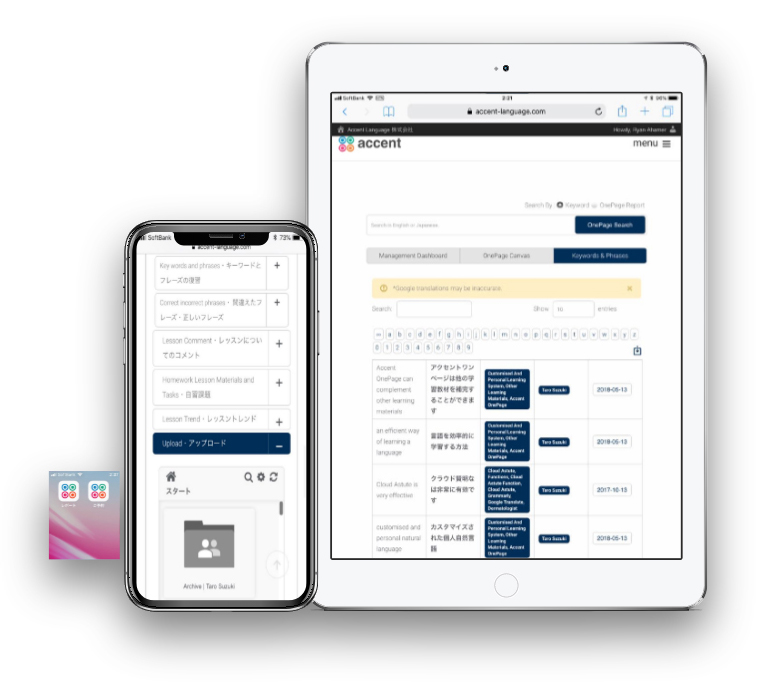 SoftBank
2:21
accent-language.com
Accent Language 株式会社
Howdy, Ryan Ahamer
accent
menu
Search By Keyword or OnePage Report
Search in English or Japanese
OnePage Search
Management Dashboard
OnePage Canvas
Keywords & Phrases
*Google translations may be inaccurate.
Search:
Show 10 entries
a b c d e f g h i j k l m n o p q r s t u v w x y z
0 1 2 3 4 5 6 7 8 9
Accent
OnePage can
complement
other learning
materials
アクセントワン
ページは他の学
習教材を補完す
ることができま
す
Customised And
Personal Learning
System, Other
Learning
Materials, Accent
OnePage
Taro Suzuki
2018-05-13
an efficient way
of learning a
language
言語を効率的に
学習する方法
Customised And
Personal Learning
System, Other
Learning
Materials, Accent
OnePage
Taro Suzuki
2018-05-13
Cloud Astute is
very effective
クラウド賢明な
は非常に有効で
す
Cloud Astute,
Functions, Cloud
Astute Function,
Cloud Astute,
Grammarly,
Google Translate,
Dermatologist
Taro Suzuki
2017-10-15
customised and
personal natural
language
カスタマイズさ
れた個人自然言
語
Customised And
Personal Learning
System, Other
Learning
Materials, Accent
OnePage
Taro Suzuki
2018-05-13
SoftBank
73%
accent-language.com
Key words and phrases・キーワードと
フレーズの復習
Correct incorrect phrases・間違えたフ
レーズ・正しいフレーズ
Lesson Comment・レッスンについ
てのコメント
Homework Lesson Materials and
Tasks・自習課題
Lesson Trend・レッスントレンド
Upload・アップロード
スタート
Archive | Taro Suzuki